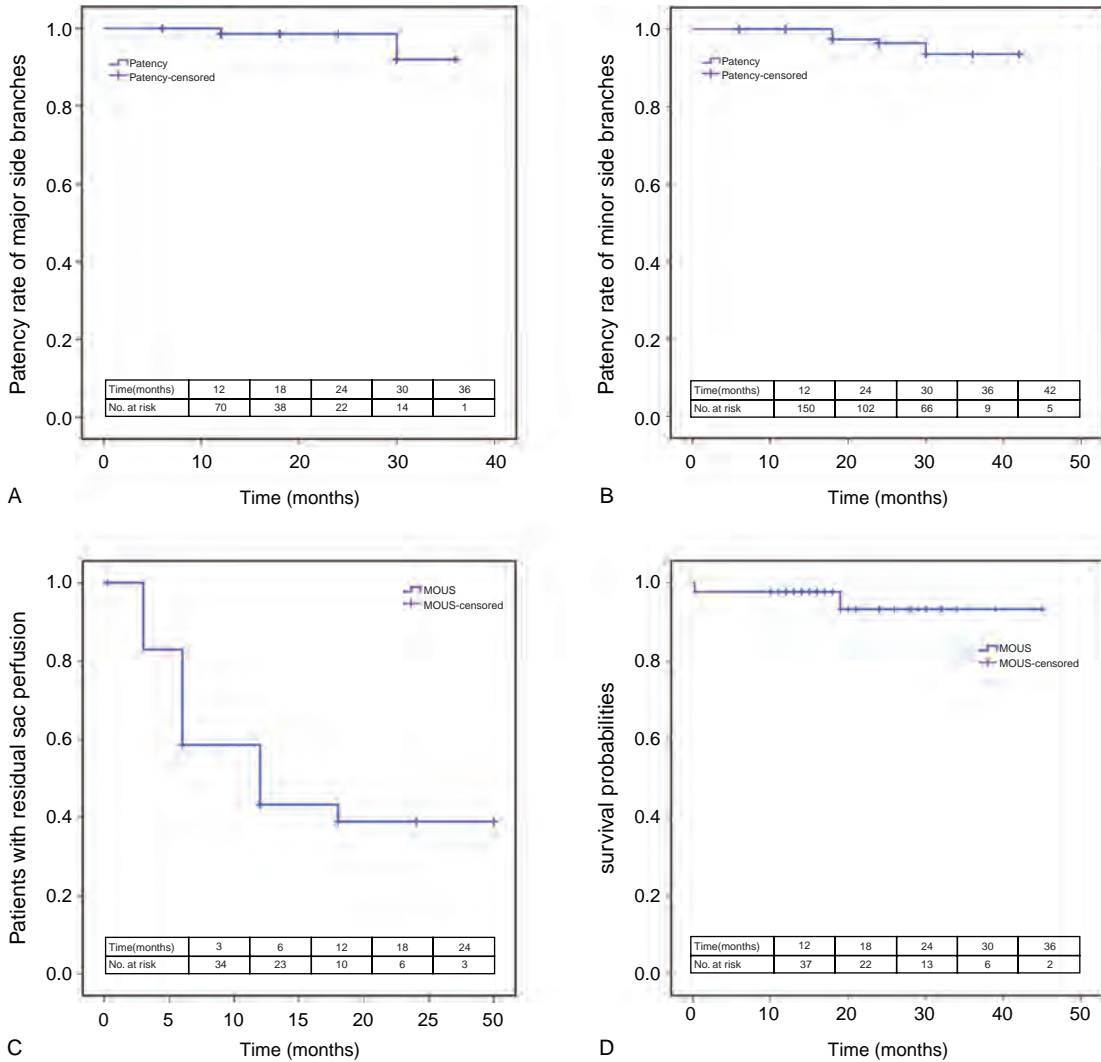 Patency rate of major side branches
1.0
0.8
0.6
0.4
0.2
0.0
Patency
Patency-censored
Time(months) 12 18 24 30 36
No. at risk 70 38 22 14 1
0 10 20 30 40
Time (months)
A
Patency rate of minor side branches
1.0
0.8
0.6
0.4
0.2
0.0
Patency
Patency-censored
Time(months) 12 24 30 36 42
No. at risk 150 102 66 9 5
0 10 20 30 40 50
Time (months)
B
Patients with residual sac perfusion
1.0
0.8
0.6
0.4
0.2
0.0
MOUS
MOUS-censored
Time(months) 3 6 12 18 24
No. at risk 34 23 10 6 3
0 5 10 15 20 25 50
Time (months)
C
survival probabilities
1.0
0.8
0.6
0.4
0.2
0.0
MOUS
MOUS-censored
Time(months) 12 18 24 30 36
No. at risk 37 22 13 6 2
0 10 20 30 40 50
Time (months)
D